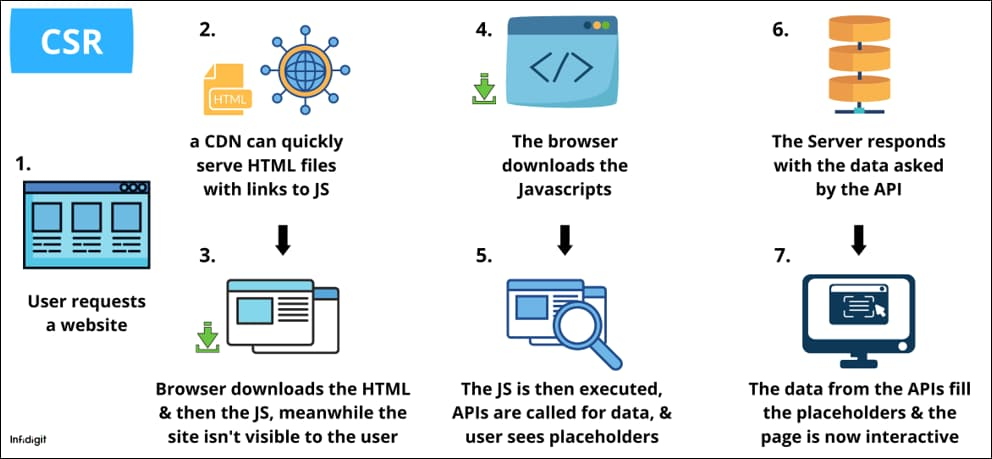 CSR
1.
User requests
a website
2.
HTML
a CDN can quickly
serve HTML files
with links to JS
3.
Browser downloads the HTML
& then the JS, meanwhile the
site isn't visible to the user
4.
</>
The browser
downloads the
Javascripts
5.
The JS is then executed,
APIs are called for data, &
user sees placeholders
6.
The Server responds
with the data asked
by the API
7.
The data from the APIs fill
the placeholders & the
page is now interactive
Infidigit